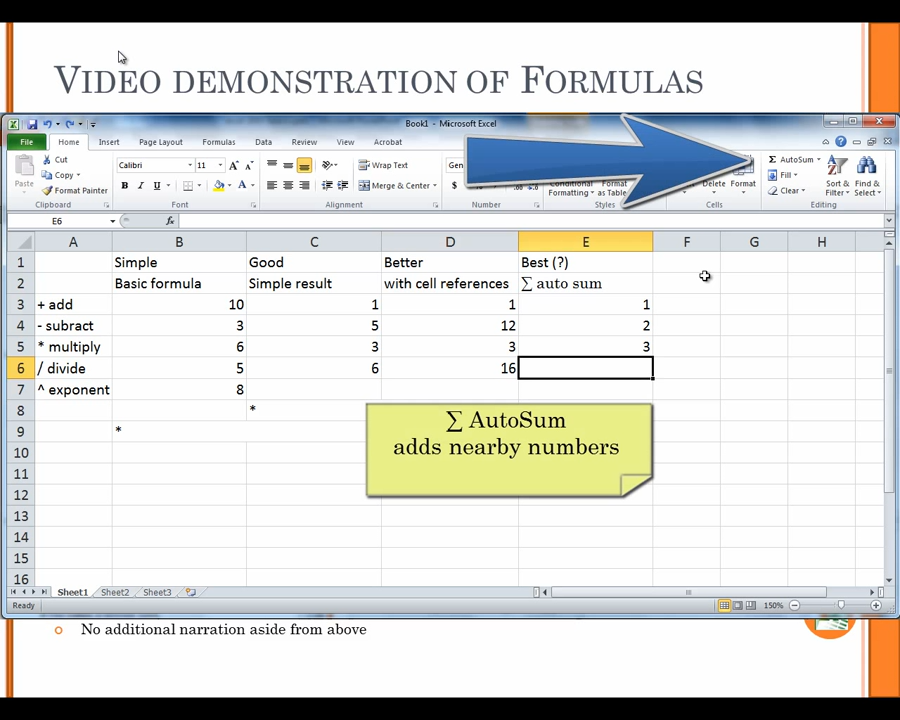 VIDEO DEMONSTRATION OF FORMULAS
Book1 - Microsoft Excel
File Home Insert Page Layout Formulas Data Review View Acrobat
Paste
Cut
Copy
Format Painter
Calibri 11
B I U
Wrap Text
Merge & Center
Gen
$
Conditional Formatting
Format
Delete Format
Σ AutoSum
Fill
Clear
Sort & Filter
Find & Select
Clipboard Font Alignment Number Styles Cells Editing
E6 fx
A B C D E F G H
1 Simple Good Better Best (?)
2 Basic formula Simple result with cell references ∑ auto sum
3 + add 10 1 1 1
4 - subract 3 5 12 2
5 * multiply 6 3 3 3
6 / divide 5 6 16
7 ^ exponent 8
8 *
9 *
10
11
12
13
14
15
16
∑ AutoSum
adds nearby numbers
Sheet1 Sheet2 Sheet3
Ready 150%
No additional narration aside from above